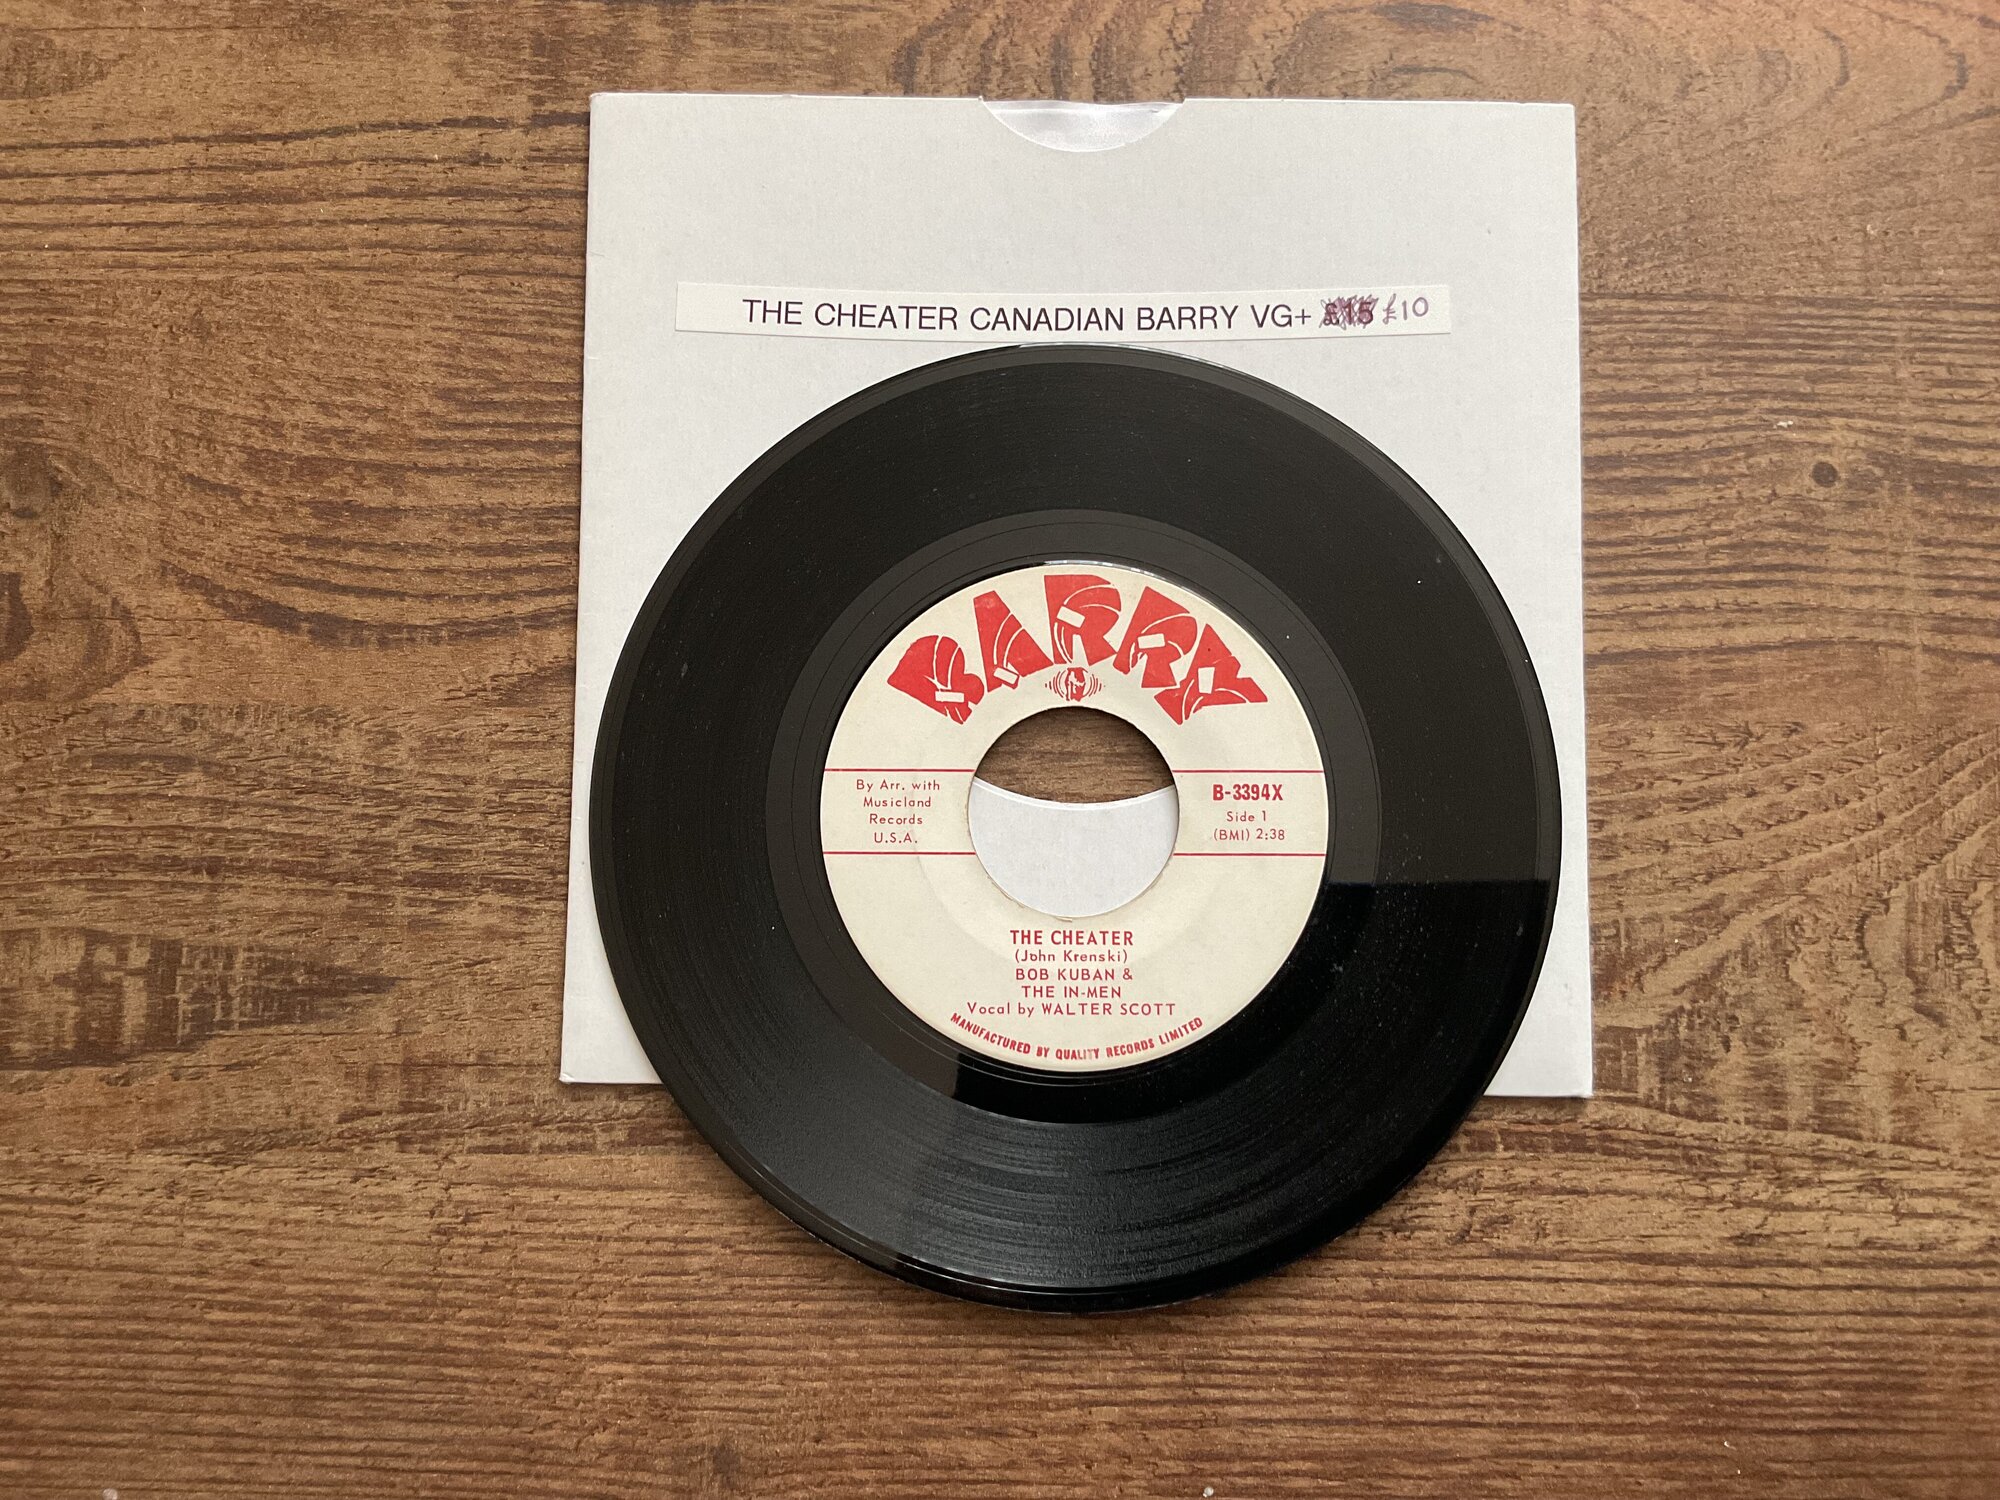 THE CHEATER CANADIAN BARRY VG+ £15 £10
BARRY
By Arr. with
Musicland
Records
U.S.A.
B-3394X
Side 1
(BMI) 2:38
THE CHEATER
(John Krenski)
BOB KUBAN &
THE IN-MEN
Vocal by WALTER SCOTT
MANUFACTURED BY QUALITY RECORDS LIMITED